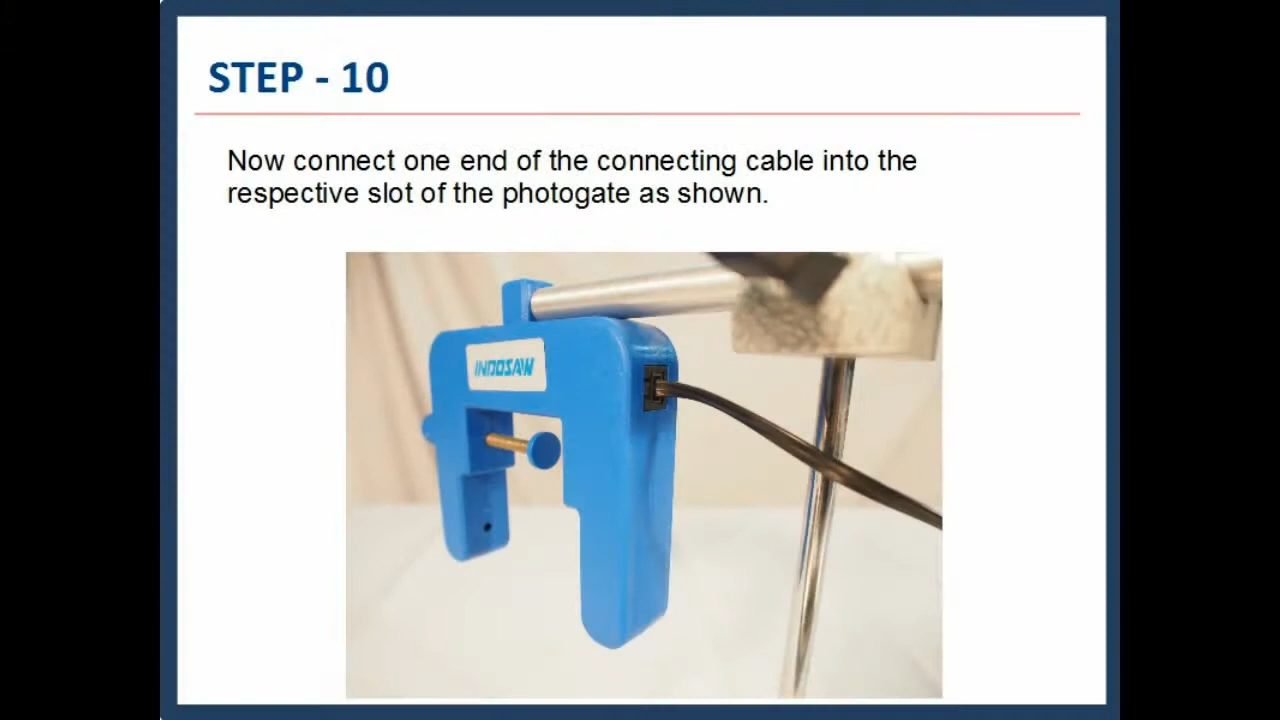 STEP - 10
Now connect one end of the connecting cable into the
respective slot of the photogate as shown.
INDOSAW